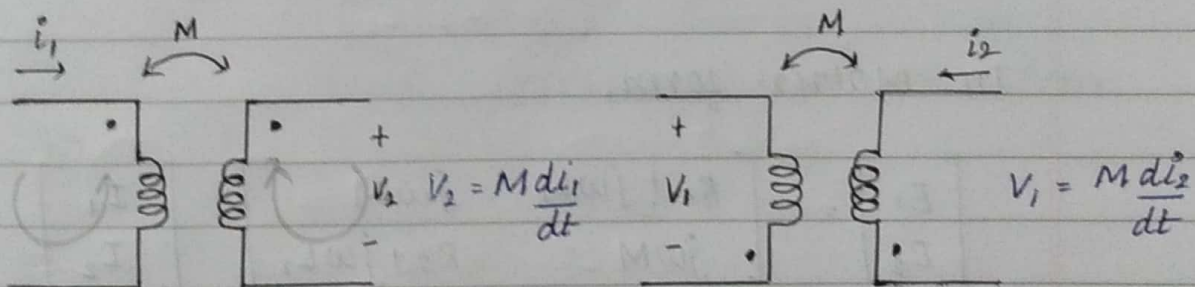 i₁ M M i₂
+ +
V₂ V₂ = M di₁/dt V₁ V₁ = M di₂/dt
- -